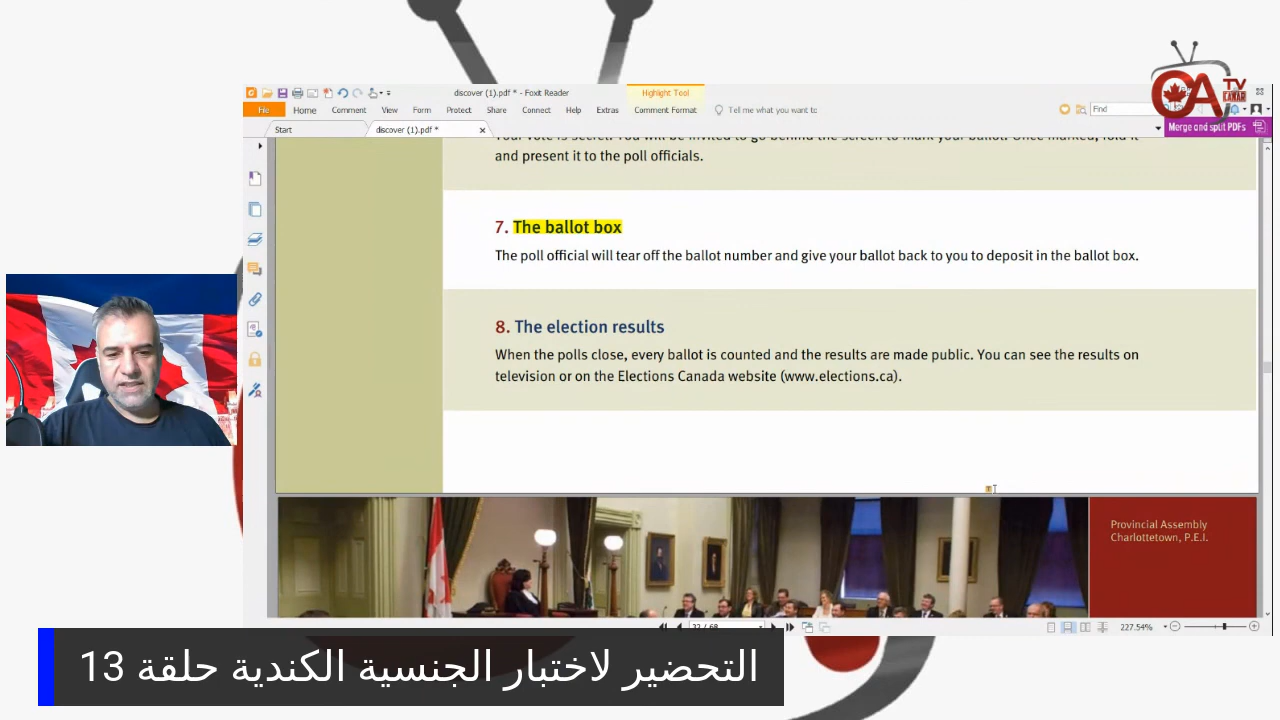 TV
KANAR
discover (1).pdf * - Foxit Reader
Highlight Tool
File
Home
Comment
View
Form
Protect
Share
Connect
Help
Extras
Comment Format
Tell me what you want to
Find
Start
discover (1).pdf *
Merge and split PDFs
and present it to the poll officials.
7. The ballot box
The poll official will tear off the ballot number and give your ballot back to you to deposit in the ballot box.
8. The election results
When the polls close, every ballot is counted and the results are made public. You can see the results on
television or on the Elections Canada website (www.elections.ca).
Provincial Assembly
Charlottetown, P.E.I.
32 / 68
227.54%
التحضير لاختبار الجنسية الكندية حلقة 13